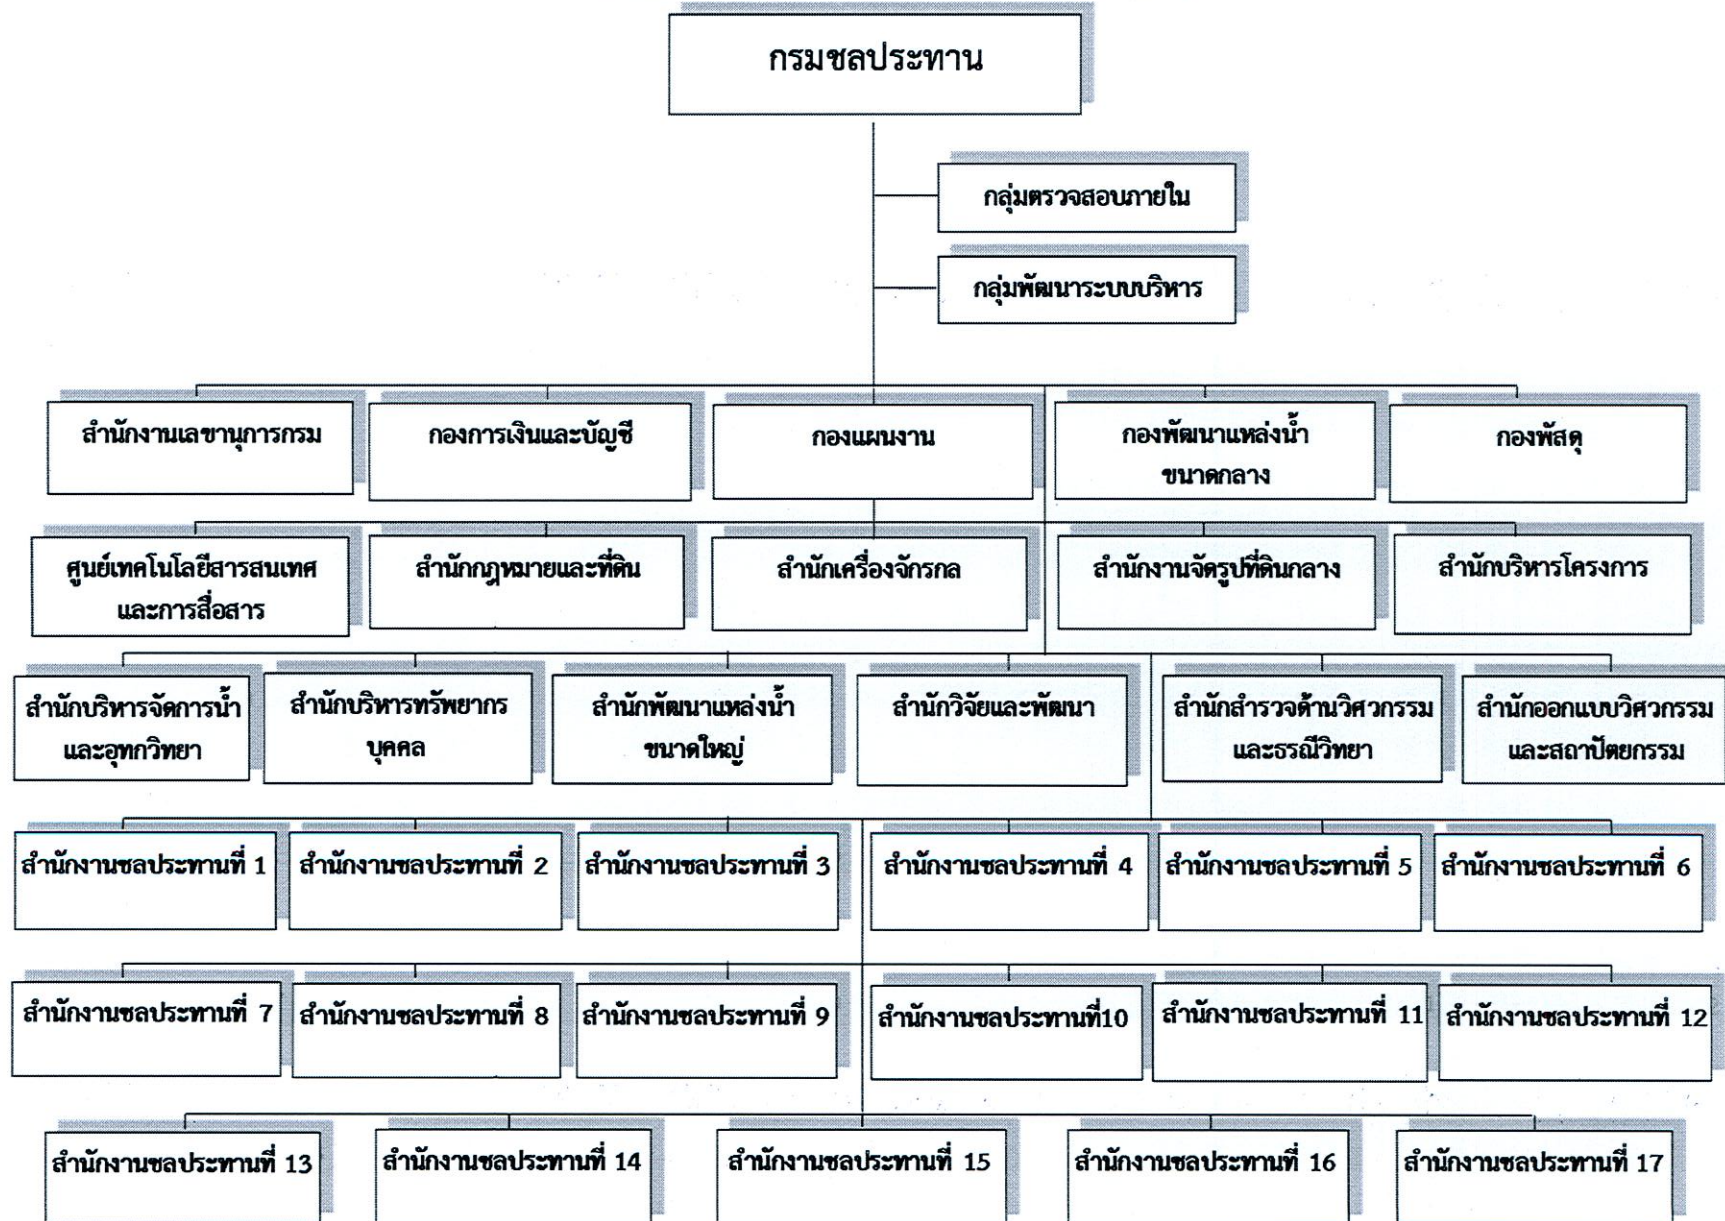 กรมชลประทาน
กลุ่มตรวจสอบภายใน
กลุ่มพัฒนาระบบบริหาร
สำนักงานเลขานุการกรม
กองการเงินและบัญชี
กองแผนงาน
กองพัฒนาแหล่งน้ำ
ขนาดกลาง
กองพัสดุ
ศูนย์เทคโนโลยีสารสนเทศ
และการสื่อสาร
สำนักกฎหมายและที่ดิน
สำนักเครื่องจักรกล
สำนักงานจัดรูปที่ดินกลาง
สำนักบริหารโครงการ
สำนักบริหารจัดการน้ำ
และอุทกวิทยา
สำนักบริหารทรัพยากร
บุคคล
สำนักพัฒนาแหล่งน้ำ
ขนาดใหญ่
สำนักวิจัยและพัฒนา
สำนักสำรวจด้านวิศวกรรม
และธรณีวิทยา
สำนักออกแบบวิศวกรรม
และสถาปัตยกรรม
สำนักงานชลประทานที่ 1
สำนักงานชลประทานที่ 2
สำนักงานชลประทานที่ 3
สำนักงานชลประทานที่ 4
สำนักงานชลประทานที่ 5
สำนักงานชลประทานที่ 6
สำนักงานชลประทานที่ 7
สำนักงานชลประทานที่ 8
สำนักงานชลประทานที่ 9
สำนักงานชลประทานที่10
สำนักงานชลประทานที่ 11
สำนักงานชลประทานที่ 12
สำนักงานชลประทานที่ 13
สำนักงานชลประทานที่ 14
สำนักงานชลประทานที่ 15
สำนักงานชลประทานที่ 16
สำนักงานชลประทานที่ 17